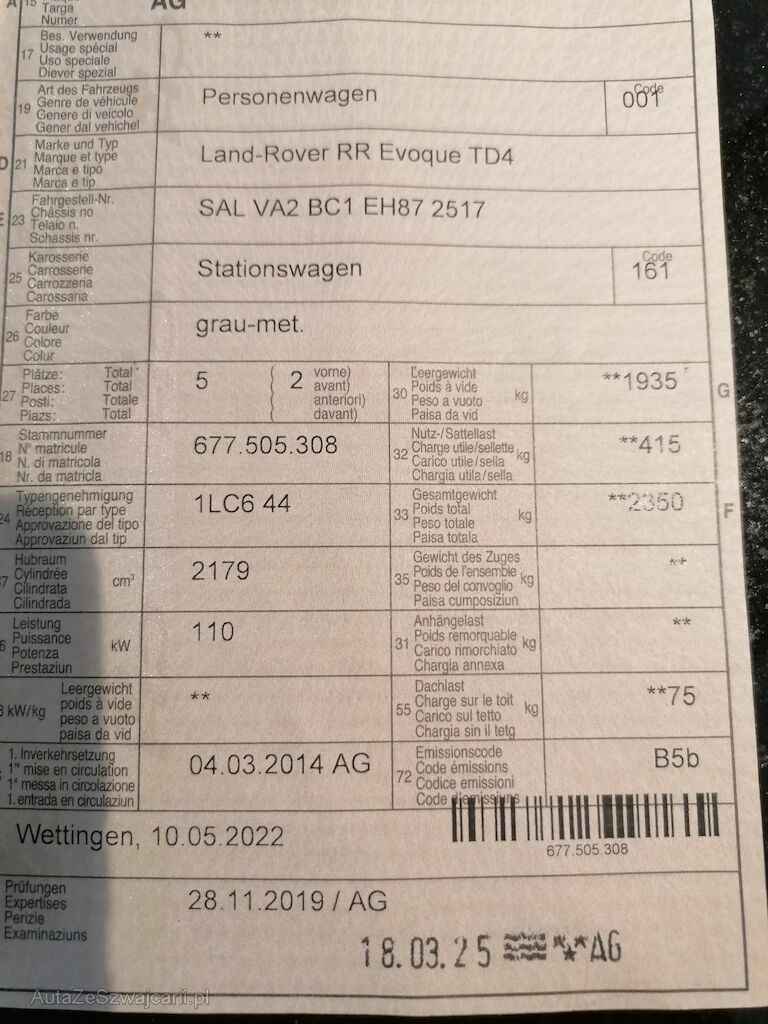 A 15 Targa AG
Numer
17 Bes. Verwendung **
Usage spécial
Uso speciale
Diever spezial
19 Art des Fahrzeugs Personenwagen Code 001
Genre de véhicule
Genere di veicolo
Gener dal vehichel
D 21 Marke und Typ Land-Rover RR Evoque TD4
Marque et type
Marca e tipo
Marca e tip
E 23 Fahrgestell-Nr. SAL VA2 BC1 EH87 2517
Châssis no
Telaio n.
Schassis nr.
25 Karosserie Stationswagen Code 161
Carrosserie
Carrozzeria
Carossaria
26 Farbe grau-met.
Couleur
Colore
Colur
27 Plätze: Total 5 ( 2 vorne)
Places: Total avant)
Posti: Totale anteriori)
Plazs: Total davant)
30 Leergewicht kg **1935 G
Poids à vide
Peso a vuoto
Paisa da vid
18 Stammnummer 677.505.308
N° matricule
N. di matricola
Nr. da matricla
32 Nutz-/Sattellast kg **415
Charge utile/sellette
Carico utile/sella
Chargia utila/sella
24 Typengenehmigung 1LC6 44
Réception par type
Approvazione del tipo
Approvaziun dal tip
33 Gesamtgewicht kg **2350 F
Poids total
Peso totale
Paisa totala
37 Hubraum cm³ 2179
Cylindrée
Cilindrata
Cilindrada
35 Gewicht des Zuges kg **
Poids de l'ensemble
Peso del convoglio
Paisa cumposiziun
6 Leistung kW 110
Puissance
Potenza
Prestaziun
31 Anhängelast kg **
Poids remorquable
Carico rimorchiato
Chargia annexa
kW/kg Leergewicht **
poids à vide
peso a vuoto
paisa da vid
55 Dachlast kg **75
Charge sur le toit
Carico sul tetto
Chargia sin il tetg
1. Inverkehrsetzung 04.03.2014 AG
1re mise en circulation
1a messa in circolazione
1. entrada en circulaziun
72 Emissionscode B5b
Code émissions
Codice emissioni
Code d'emissiuns
Wettingen, 10.05.2022
677.505.308
Prüfungen 28.11.2019 / AG
Expertises
Perizie
Examinaziuns
18.03.25 AG
AutaZeSzwajcarii.pl